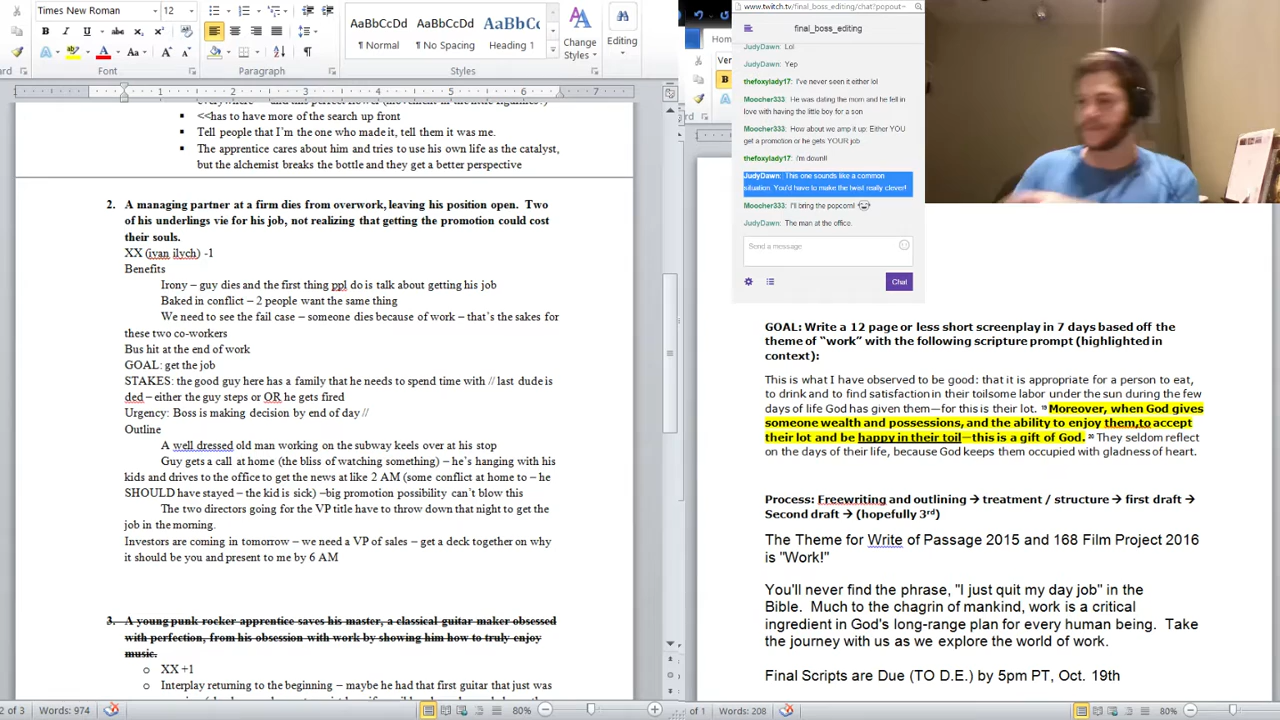 Times New Roman
12
AaBbCcDd
AaBbCcDd
AaBbCc
¶ Normal
¶ No Spacing
Heading 1
Change
Styles
Editing
Font
Paragraph
Styles
<<has to have more of the search up front
Tell people that I'm the one who made it, tell them it was me.
The apprentice cares about him and tries to use his own life as the catalyst,
but the alchemist breaks the bottle and they get a better perspective
2. A managing partner at a firm dies from overwork, leaving his position open. Two
of his underlings vie for his job, not realizing that getting the promotion could cost
their souls.
XX (ivan ilych) -1
Benefits
Irony – guy dies and the first thing ppl do is talk about getting his job
Baked in conflict – 2 people want the same thing
We need to see the fail case – someone dies because of work – that's the sakes for
these two co-workers
Bus hit at the end of work
GOAL: get the job
STAKES: the good guy here has a family that he needs to spend time with // last dude is
ded – either the guy steps or OR he gets fired
Urgency: Boss is making decision by end of day //
Outline
A well dressed old man working on the subway keels over at his stop
Guy gets a call at home (the bliss of watching something) – he's hanging with his
kids and drives to the office to get the news at like 2 AM (some conflict at home to – he
SHOULD have stayed – the kid is sick) –big promotion possibility can't blow this
The two directors going for the VP title have to throw down that night to get the
job in the morning.
Investors are coming in tomorrow – we need a VP of sales – get a deck together on why
it should be you and present to me by 6 AM
3. A young punk rocker apprentice saves his master, a classical guitar maker obsessed
with perfection, from his obsession with work by showing him how to truly enjoy
music.
XX +1
Interplay returning to the beginning – maybe he had that first guitar that just was
2 of 3
Words: 974
80%
www.twitch.tv/final_boss_editing/chat?popout=
final_boss_editing
JudyDawn: Lol
JudyDawn: Yep
thefoxylady17: I've never seen it either lol
Moocher333: He was dating the mom and he fell in
love with having the little boy for a son
Moocher333: How about we amp it up: Either YOU
get a promotion or he gets YOUR job
thefoxylady17: I'm down!!
JudyDawn: This one sounds like a common
situation. You'd have to make the twist really clever!
Moocher333: I'll bring the popcorn!
JudyDawn: The man at the office.
Send a message
Chat
GOAL: Write a 12 page or less short screenplay in 7 days based off the
theme of "work" with the following scripture prompt (highlighted in
context):
This is what I have observed to be good: that it is appropriate for a person to eat,
to drink and to find satisfaction in their toilsome labor under the sun during the few
days of life God has given them—for this is their lot. 19 Moreover, when God gives
someone wealth and possessions, and the ability to enjoy them,to accept
their lot and be happy in their toil—this is a gift of God. 20 They seldom reflect
on the days of their life, because God keeps them occupied with gladness of heart.
Process: Freewriting and outlining → treatment / structure → first draft →
Second draft → (hopefully 3rd)
The Theme for Write of Passage 2015 and 168 Film Project 2016
is "Work!"
You'll never find the phrase, "I just quit my day job" in the
Bible. Much to the chagrin of mankind, work is a critical
ingredient in God's long-range plan for every human being. Take
the journey with us as we explore the world of work.
Final Scripts are Due (TO D.E.) by 5pm PT, Oct. 19th
of 1
Words: 208
80%